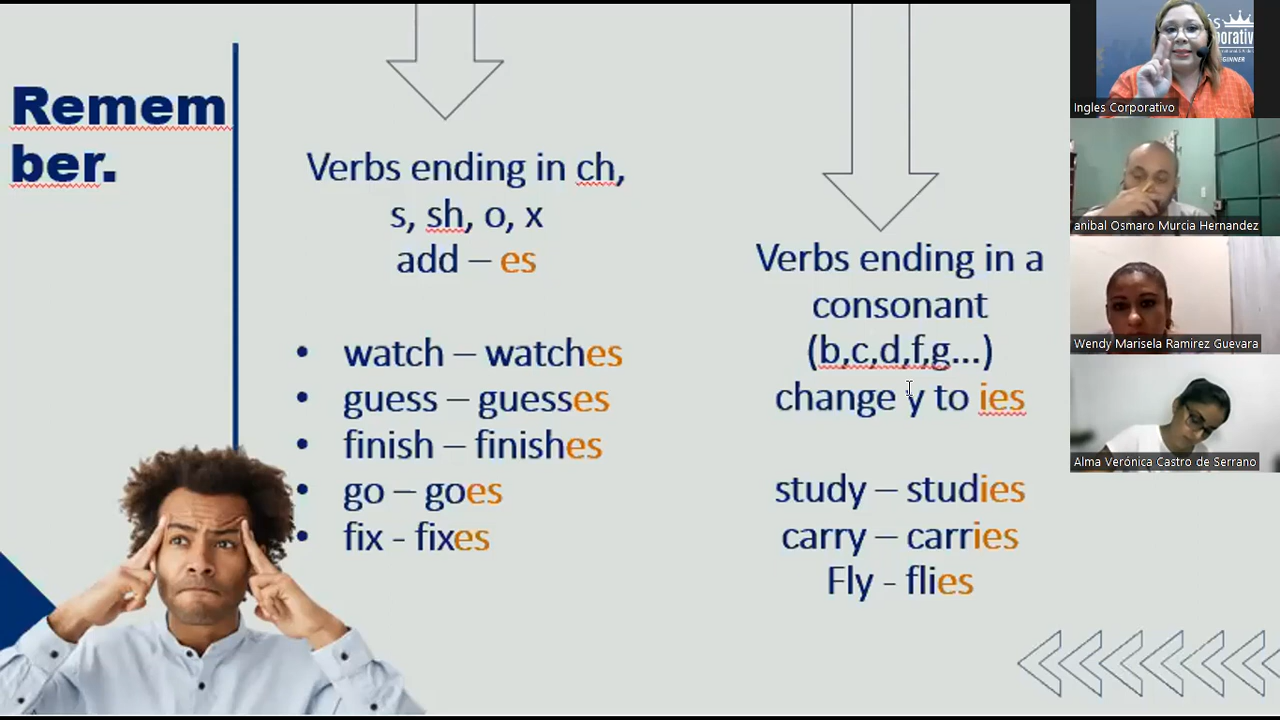 Remem
ber.
Verbs ending in ch,
s, sh, o, x
add – es
• watch – watches
• guess – guesses
• finish – finishes
• go – goes
• fix - fixes
Verbs ending in a
consonant
(b,c,d,f,g...)
change y to ies
study – studies
carry – carries
Fly - flies
Ingles Corporativo
anibal Osmaro Murcia Hernandez
Wendy Marisela Ramirez Guevara
Alma Verónica Castro de Serrano